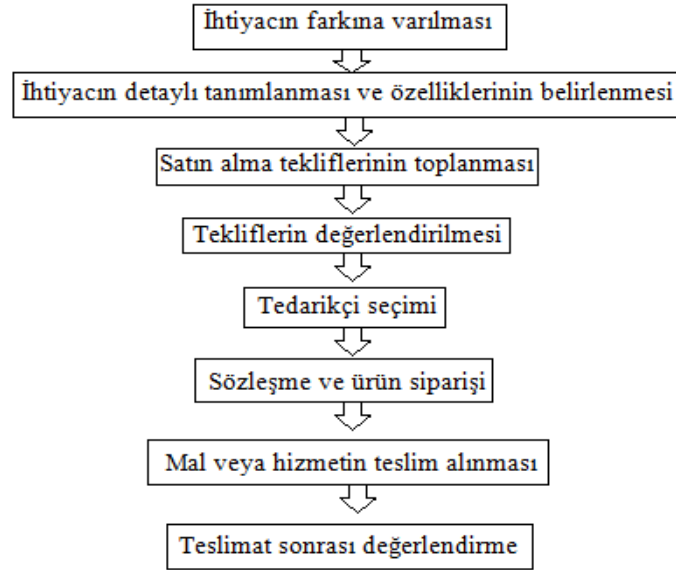 İhtiyacın farkına varılması
İhtiyacın detaylı tanımlanması ve özelliklerinin belirlenmesi
Satın alma tekliflerinin toplanması
Tekliflerin değerlendirilmesi
Tedarikçi seçimi
Sözleşme ve ürün siparişi
Mal veya hizmetin teslim alınması
Teslimat sonrası değerlendirme